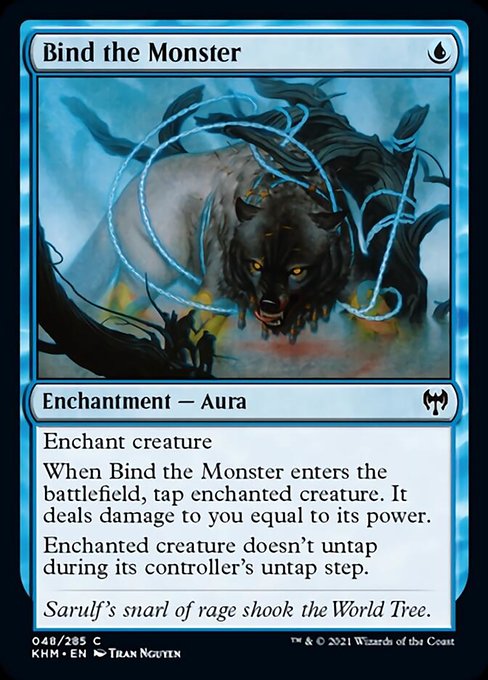 Bind the Monster
Enchantment — Aura
Enchant creature
When Bind the Monster enters the
battlefield, tap enchanted creature. It
deals damage to you equal to its power.
Enchanted creature doesn't untap
during its controller's untap step.
Sarulf's snarl of rage shook the World Tree.
048/285 C
KHM • EN Tran Nguyen
™ & © 2021 Wizards of the Coast